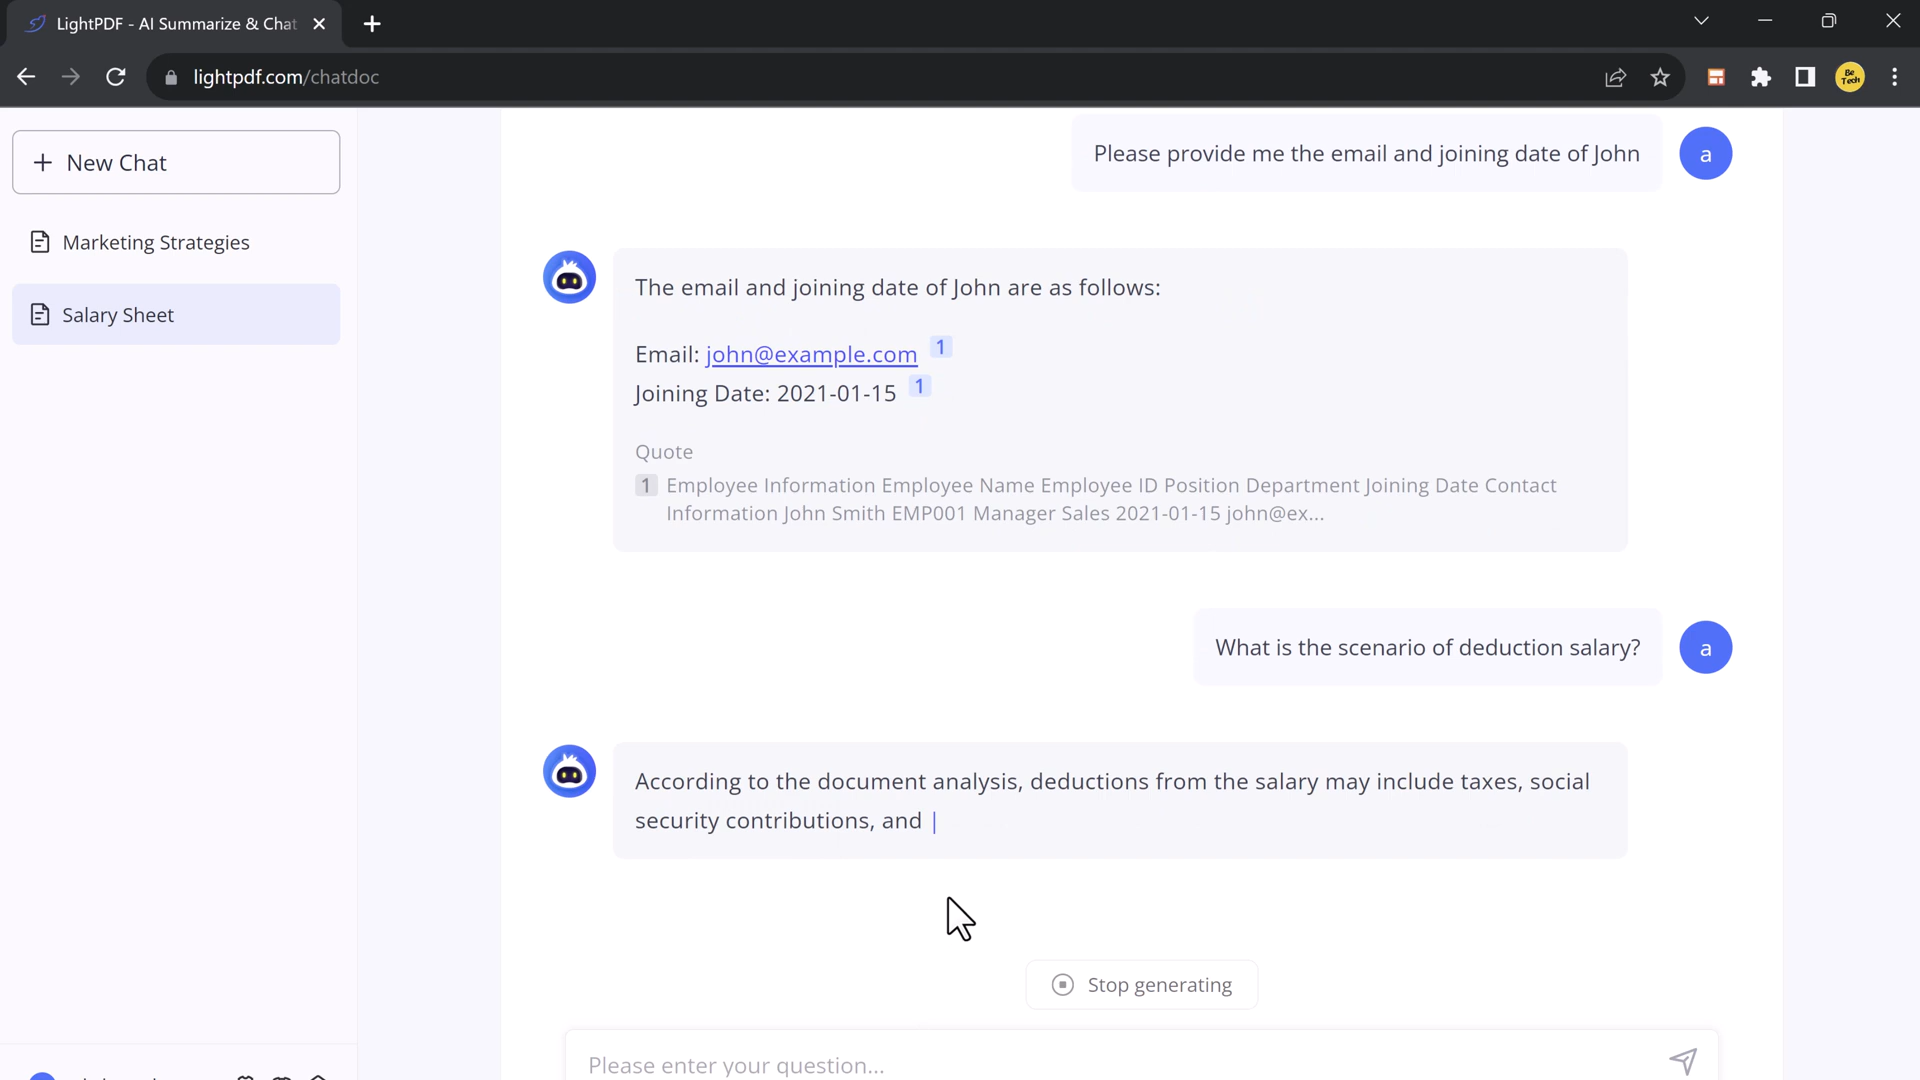 LightPDF - AI Summarize & Chat
lightpdf.com/chatdoc
Be
Tech
New Chat
Marketing Strategies
Salary Sheet
Please provide me the email and joining date of John
a
The email and joining date of John are as follows:
Email: john@example.com 1
Joining Date: 2021-01-15 1
Quote
1 Employee Information Employee Name Employee ID Position Department Joining Date Contact
Information John Smith EMP001 Manager Sales 2021-01-15 john@ex...
What is the scenario of deduction salary?
a
According to the document analysis, deductions from the salary may include taxes, social
security contributions, and
Stop generating
Please enter your question...